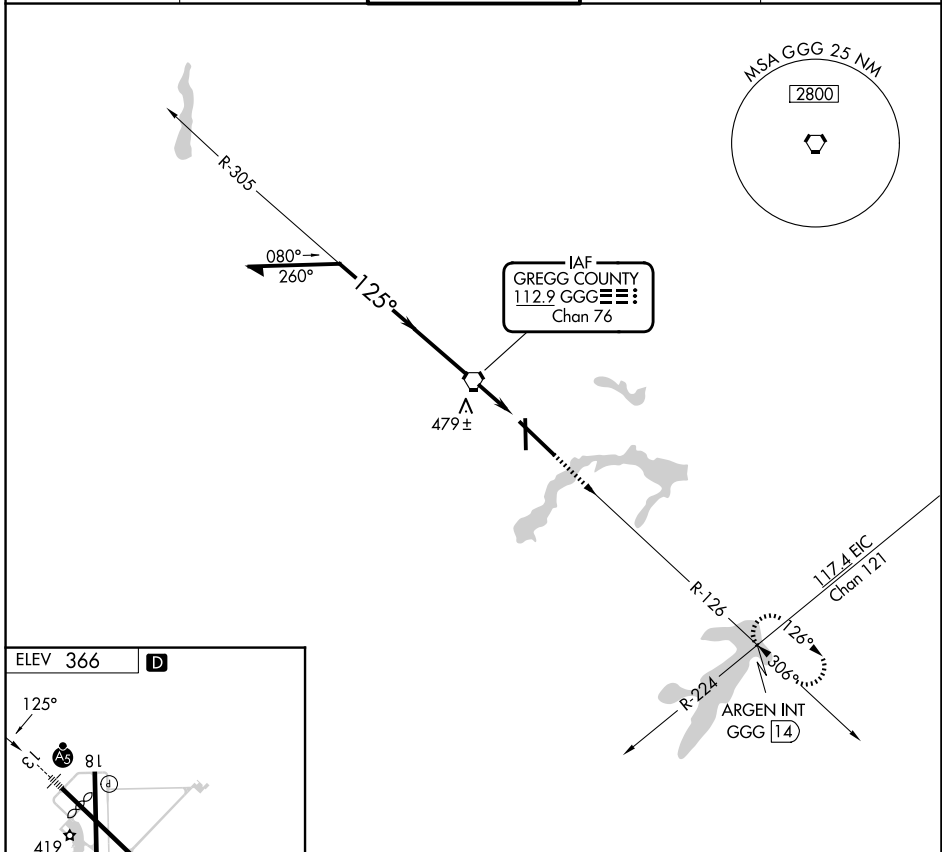 MSA GGG 25 NM
2800
R-305
080°
260°
125°
IAF
GREGG COUNTY
112.9 GGG
Chan 76
479±
117.4 EIC
Chan 121
R-126
126°
306°
R-224
ARGEN INT
GGG 14
ELEV 366 D
125°
13
A5
18
P
419